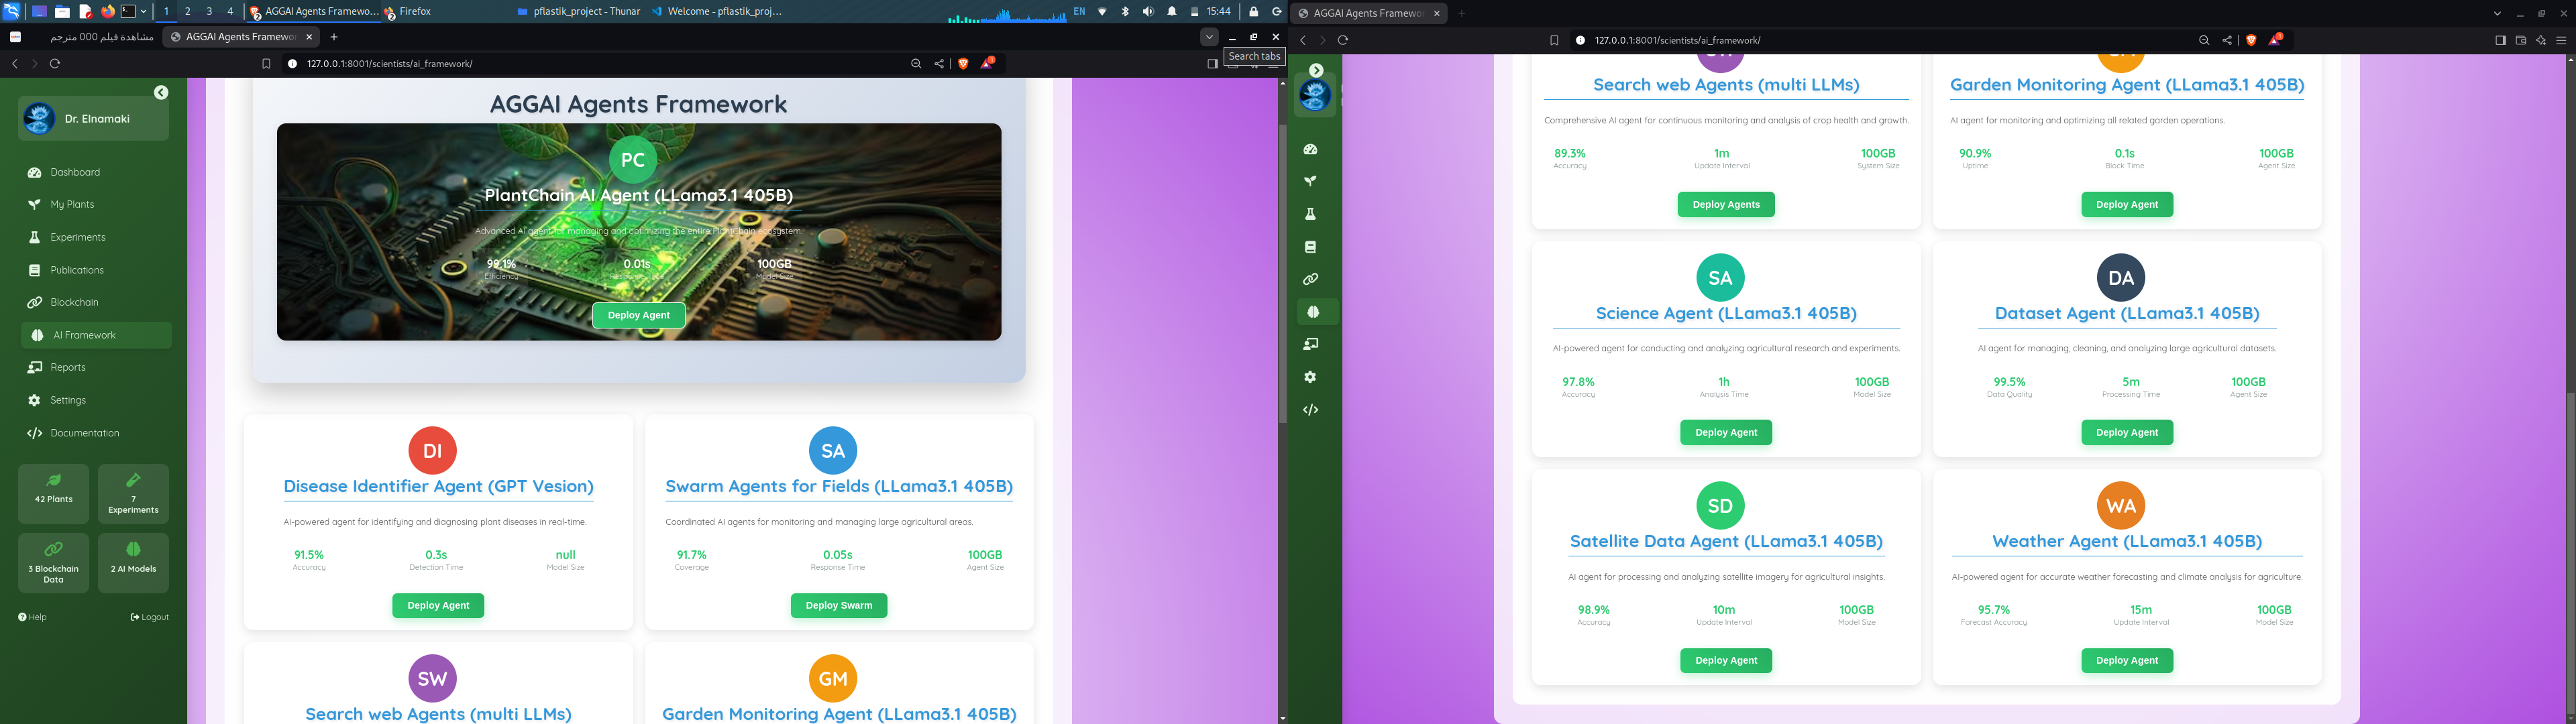 1
2
3
4
AGGAI Agents Framewo...
Firefox
pflastik_project - Thunar
Welcome - pflastik_proj...
EN
15:44
مشاهدة فيلم 000 مترجم
AGGAI Agents Framewor
Search tabs
127.0.0.1:8001/scientists/ai_framework/
Dr. Elnamaki
Dashboard
My Plants
Experiments
Publications
Blockchain
AI Framework
Reports
Settings
Documentation
42 Plants
7 Experiments
3 Blockchain Data
2 AI Models
Help
Logout
AGGAI Agents Framework
PC
PlantChain AI Agent (LLama3.1 405B)
Advanced AI agent for managing and optimizing the entire PlantChain ecosystem.
99.1%
0.01s
100GB
Efficiency
Response Time
Model Size
Deploy Agent
DI
Disease Identifier Agent (GPT Vesion)
AI-powered agent for identifying and diagnosing plant diseases in real-time.
91.5%
0.3s
null
Accuracy
Detection Time
Model Size
Deploy Agent
SA
Swarm Agents for Fields (LLama3.1 405B)
Coordinated AI agents for monitoring and managing large agricultural areas.
91.7%
0.05s
100GB
Coverage
Response Time
Agent Size
Deploy Swarm
SW
Search web Agents (multi LLMs)
GM
Garden Monitoring Agent (LLama3.1 405B)
AGGAI Agents Framewor
127.0.0.1:8001/scientists/ai_framework/
Search web Agents (multi LLMs)
Comprehensive AI agent for continuous monitoring and analysis of crop health and growth.
89.3%
1m
100GB
Accuracy
Update Interval
System Size
Deploy Agents
Garden Monitoring Agent (LLama3.1 405B)
AI agent for monitoring and optimizing all related garden operations.
90.9%
0.1s
100GB
Uptime
Block Time
Agent Size
Deploy Agent
SA
Science Agent (LLama3.1 405B)
AI-powered agent for conducting and analyzing agricultural research and experiments.
97.8%
1h
100GB
Accuracy
Analysis Time
Model Size
Deploy Agent
DA
Dataset Agent (LLama3.1 405B)
AI agent for managing, cleaning, and analyzing large agricultural datasets.
99.5%
5m
100GB
Data Quality
Processing Time
Agent Size
Deploy Agent
SD
Satellite Data Agent (LLama3.1 405B)
AI agent for processing and analyzing satellite imagery for agricultural insights.
98.9%
10m
100GB
Accuracy
Update Interval
Model Size
Deploy Agent
WA
Weather Agent (LLama3.1 405B)
AI-powered agent for accurate weather forecasting and climate analysis for agriculture.
95.7%
15m
100GB
Forecast Accuracy
Update Interval
Model Size
Deploy Agent